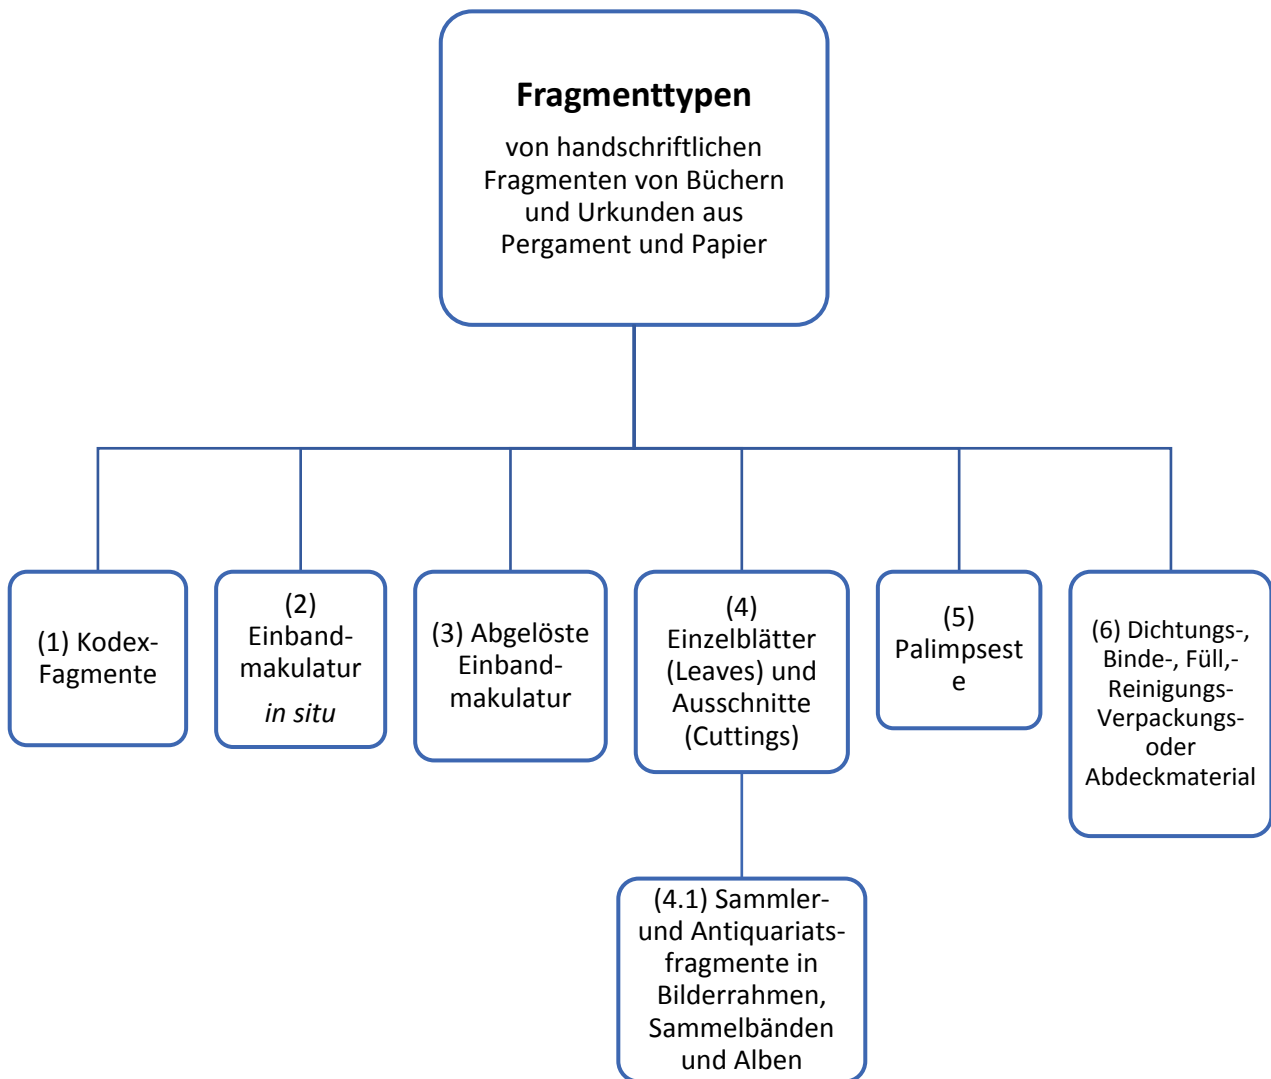 Fragmenttypen
von handschriftlichen
Fragmenten von Büchern
und Urkunden aus
Pergament und Papier
(1) Kodex-
Fagmente
(2)
Einband-
makulatur
in situ
(3) Abgelöste
Einband-
makulatur
(4)
Einzelblätter
(Leaves) und
Ausschnitte
(Cuttings)
(5)
Palimpsest
e
(6) Dichtungs-,
Binde-, Füll,-
Reinigungs-
Verpackungs-
oder
Abdeckmaterial
(4.1) Sammler-
und Antiquariats-
fragmente in
Bilderrahmen,
Sammelbänden
und Alben